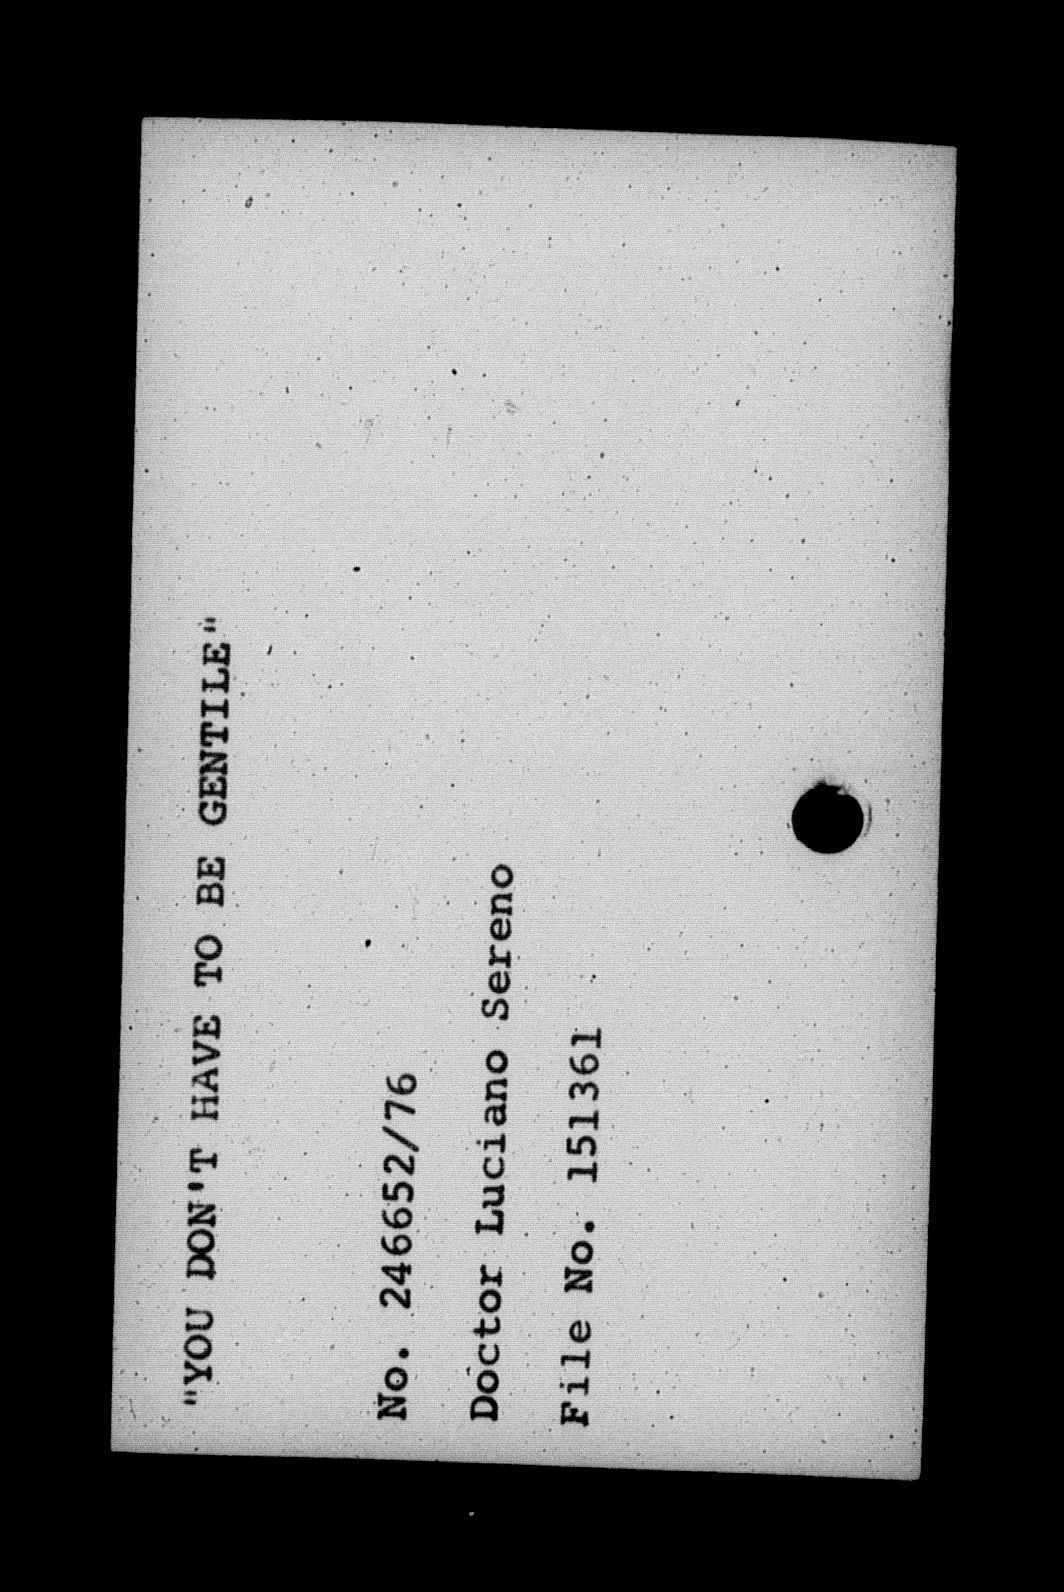 "YOU DON'T HAVE TO BE GENTILE"
No. 246652/76
Doctor Luciano Sereno
File No. 151361